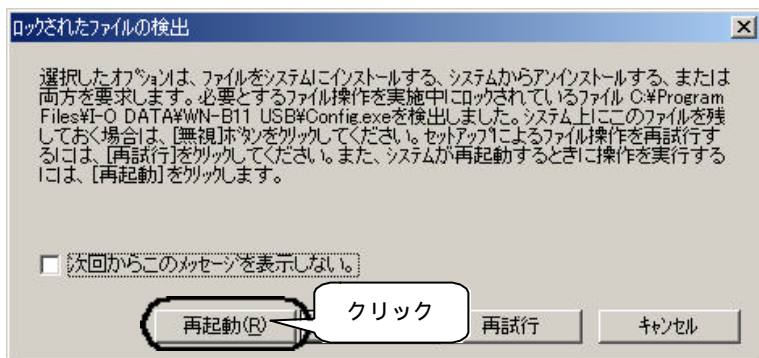 ロックされたファイルの検出
選択したオプションは、ファイルをシステムにインストールする、システムからアンインストールする、または
両方を要求します。必要とするファイル操作を実施中にロックされているファイル C:¥Program
Files¥I-O DATA¥WN-B11 USB¥Config.exeを検出しました。システム上にこのファイルを残
しておく場合は、[無視]ボタンをクリックしてください。セットアップによるファイル操作を再試行す
るには、[再試行]をクリックしてください。また、システムが再起動するときに操作を実行する
には、[再起動]をクリックします。
次回からこのメッセージを表示しない。
再起動(R)
クリック
再試行
キャンセル